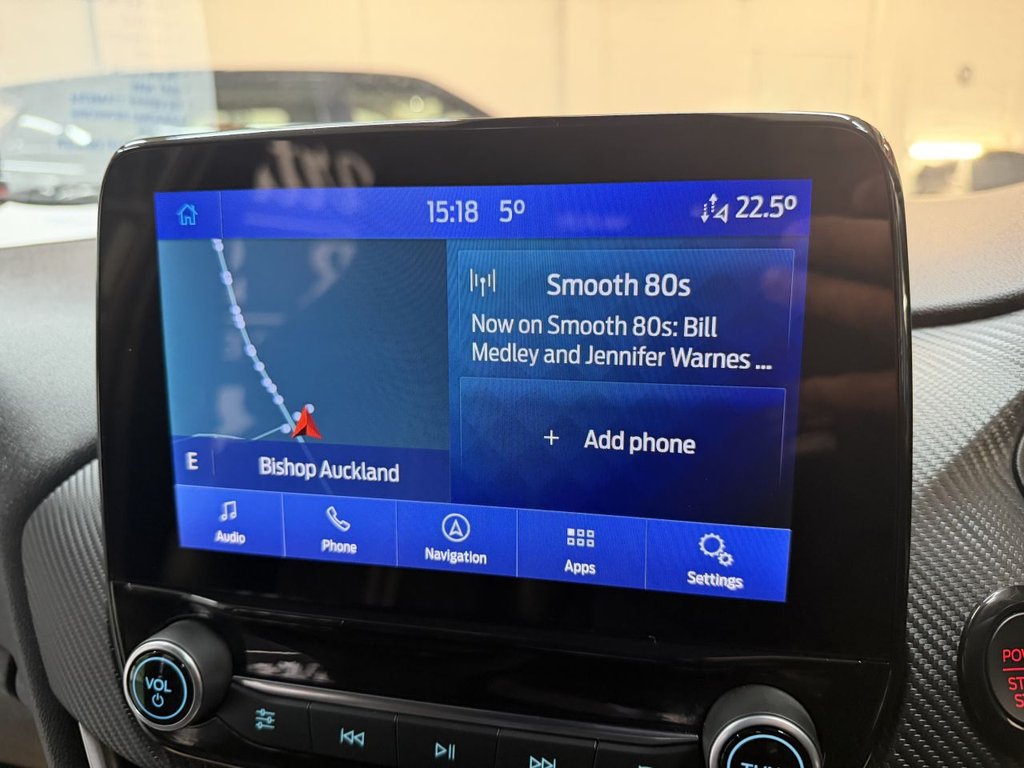 15:18 5° 22.5°
Smooth 80s
Now on Smooth 80s: Bill
Medley and Jennifer Warnes ...
+ Add phone
E Bishop Auckland
Audio Phone Navigation Apps Settings
VOL